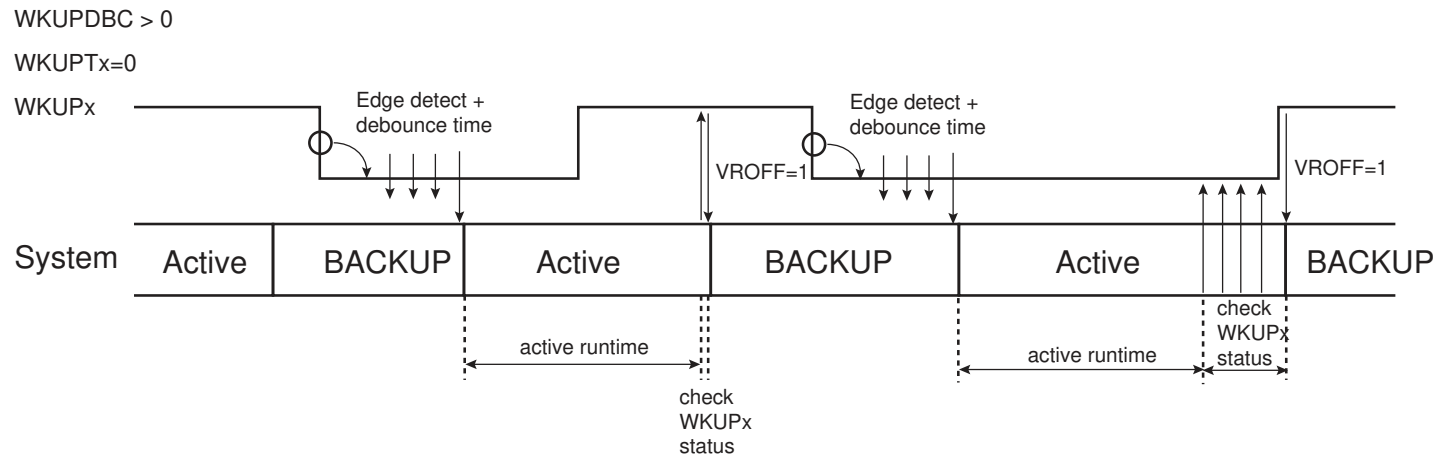 WKUPDBC > 0
WKUPTx=0
WKUPx
Edge detect +
debounce time
VROFF=1
Edge detect +
debounce time
VROFF=1
System
Active
BACKUP
Active
BACKUP
Active
BACKUP
active runtime
check
WKUPx
status
active runtime
check
WKUPx
status